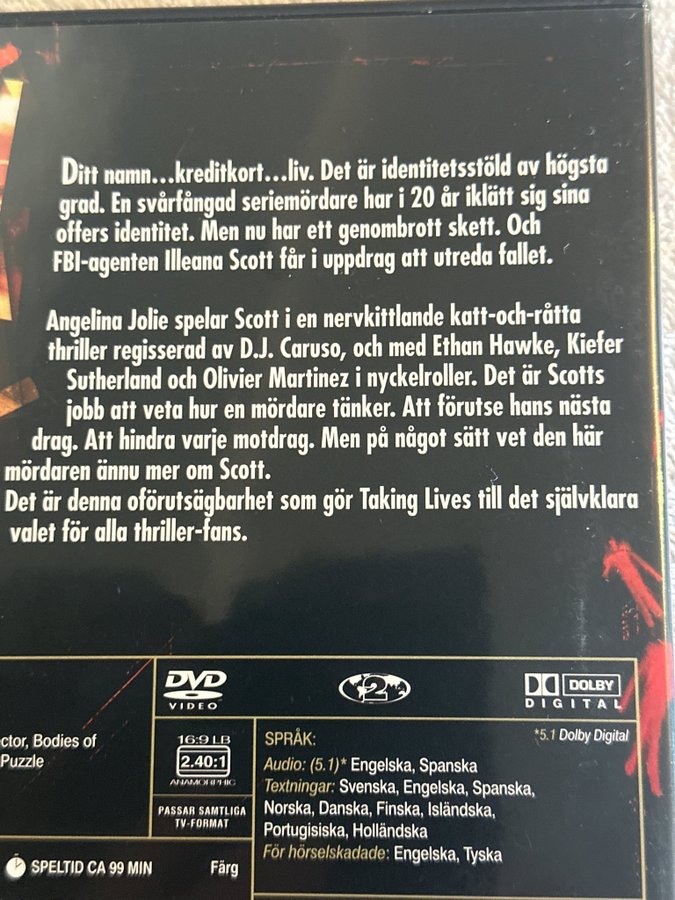 Ditt namn...kreditkort...liv. Det är identitetsstöld av högsta
grad. En svårfångad seriemördare har i 20 år iklätt sig sina
offers identitet. Men nu har ett genombrott skett. Och
FBI-agenten Illeana Scott får i uppdrag att utreda fallet.
Angelina Jolie spelar Scott i en nervkittlande katt-och-råtta
thriller regisserad av D.J. Caruso, och med Ethan Hawke, Kiefer
Sutherland och Olivier Martinez i nyckelroller. Det är Scotts
jobb att veta hur en mördare tänker. Att förutse hans nästa
drag. Att hindra varje motdrag. Men på något sätt vet den här
mördaren ännu mer om Scott.
Det är denna oförutsägbarhet som gör Taking Lives till det självklara
valet för alla thriller-fans.
ctor, Bodies of
Puzzle
SPELTID CA 99 MIN
Färg
DVD
VIDEO
2
DOLBY
DIGITAL
16:9 LB
2.40:1
ANAMORPHIC
PASSAR SAMTLIGA
TV-FORMAT
SPRÅK:
*5.1 Dolby Digital
Audio: (5.1)* Engelska, Spanska
Textningar: Svenska, Engelska, Spanska,
Norska, Danska, Finska, Isländska,
Portugisiska, Holländska
För hörselskadade: Engelska, Tyska